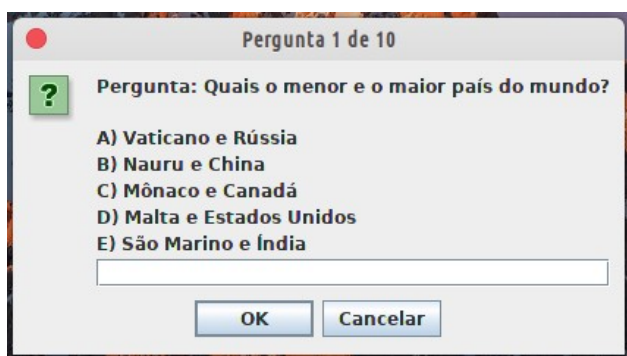 Pergunta 1 de 10
?
Pergunta: Quais o menor e o maior país do mundo?
A) Vaticano e Rússia
B) Nauru e China
C) Mônaco e Canadá
D) Malta e Estados Unidos
E) São Marino e Índia
OK Cancelar